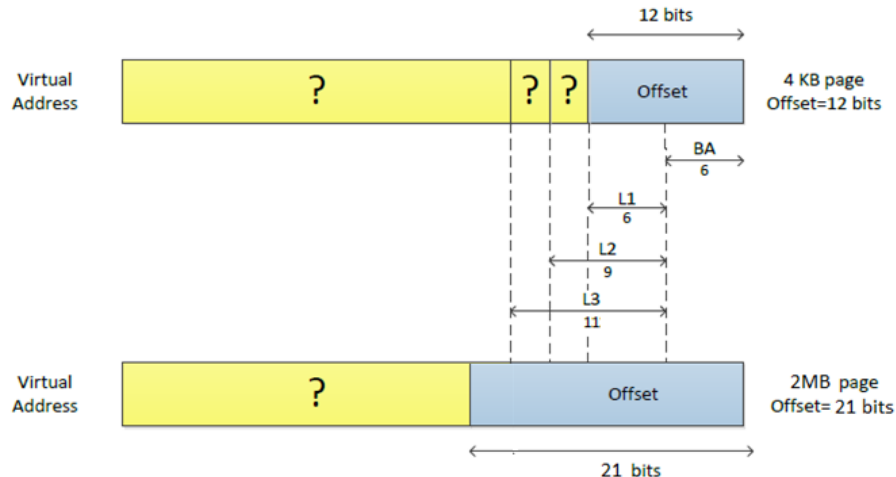 12 bits
Virtual
Address
?
?
?
Offset
4 KB page
Offset=12 bits
BA
6
L1
6
L2
9
L3
11
Virtual
Address
?
Offset
2MB page
Offset= 21 bits
21 bits